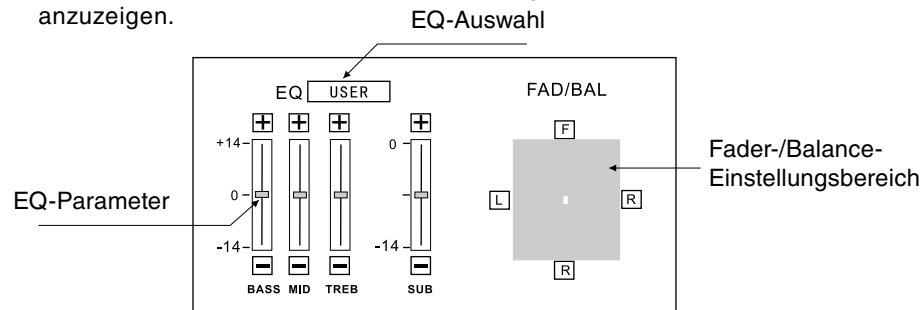 anzuzeigen.
EQ-Auswahl
EQ USER
FAD/BAL
+14
0
-14
0
-14
BASS MID TREB SUB
F
L
R
R
EQ-Parameter
Fader-/Balance-
Einstellungsbereich